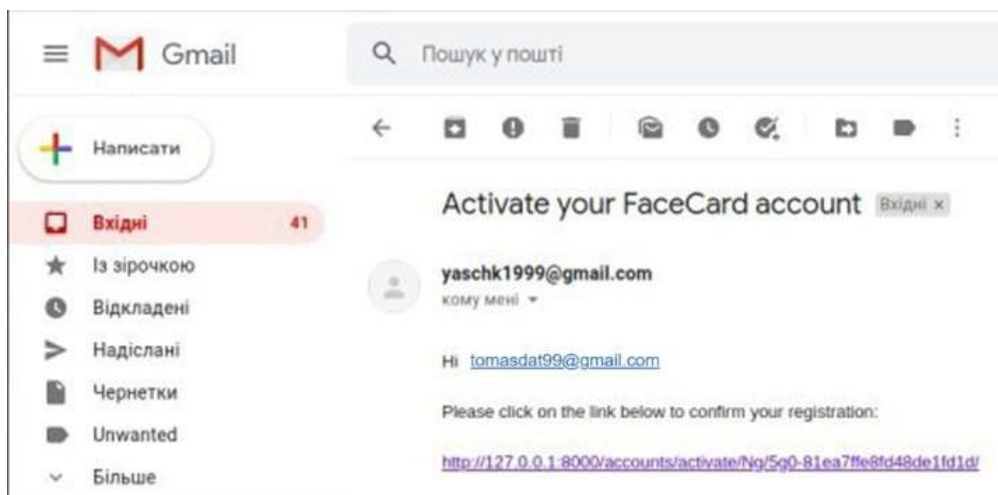 Gmail
Пошук у пошті
Написати
Вхідні 41
Із зірочкою
Відкладені
Надіслані
Чернетки
Unwanted
Більше
Activate your FaceCard account Вхідні ×
yaschk1999@gmail.com
кому мені
Hi tomasdat99@gmail.com
Please click on the link below to confirm your registration:
http://127.0.0.1:8000/accounts/activate/Ng/5g0-81ea7ffe8fd48de1fd1d/